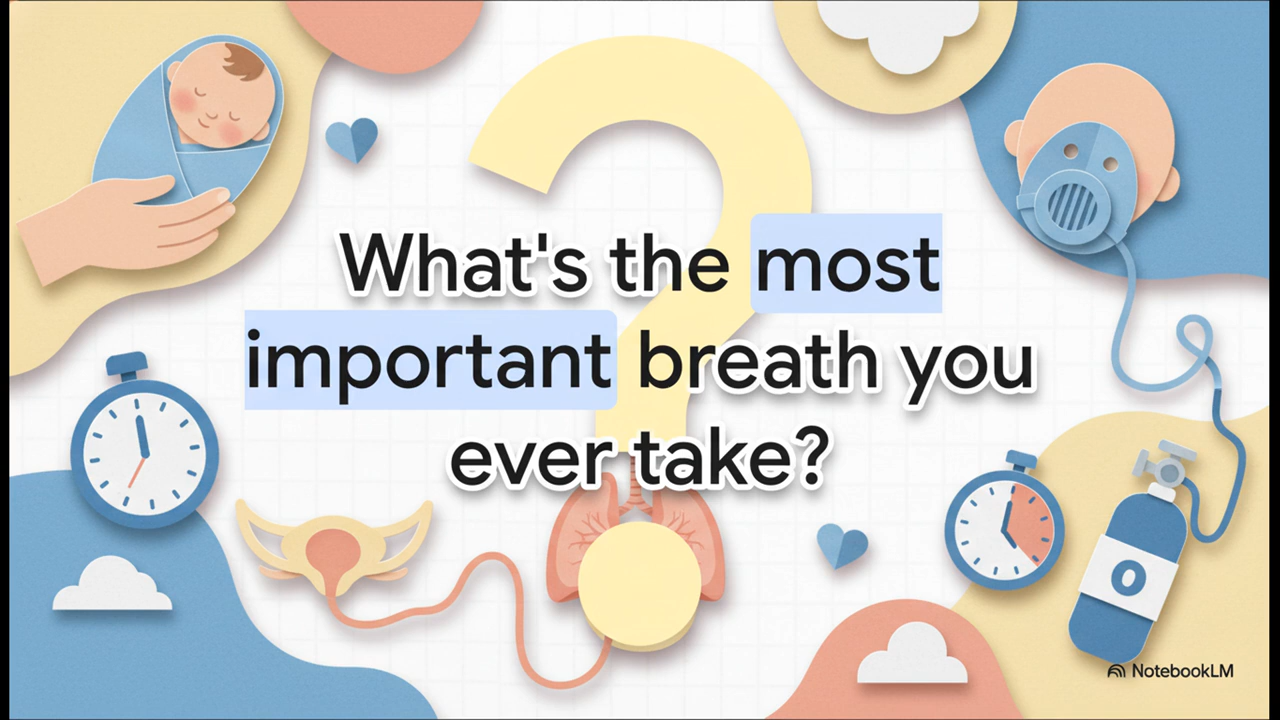 What's the most
important breath you
ever take?
O
NotebookLM